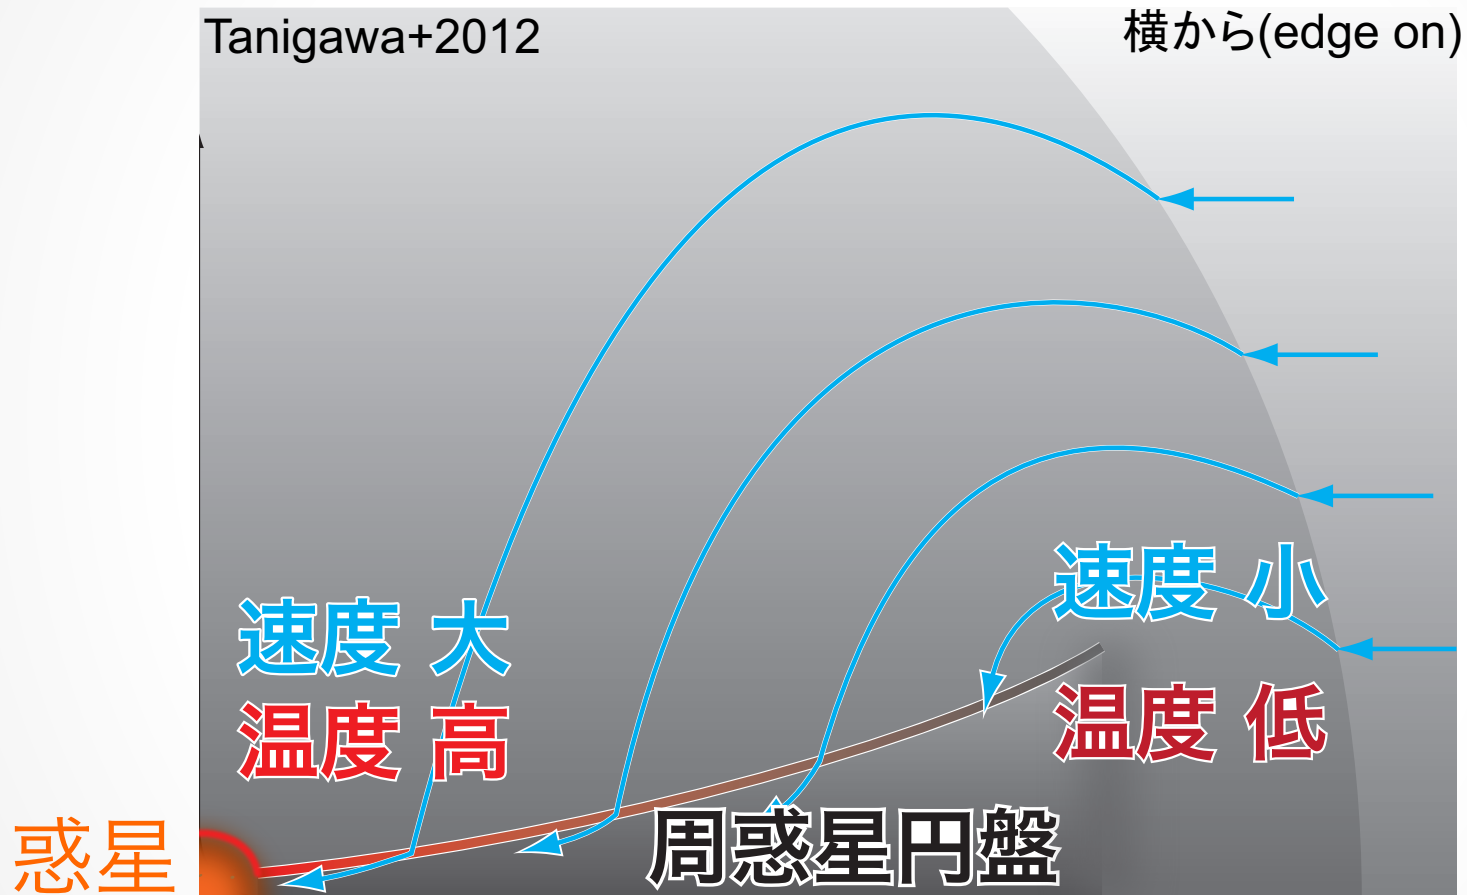 Tanigawa+2012
横から(edge on)
速度 小
速度 大
温度 低
温度 高
周惑星円盤
惑星